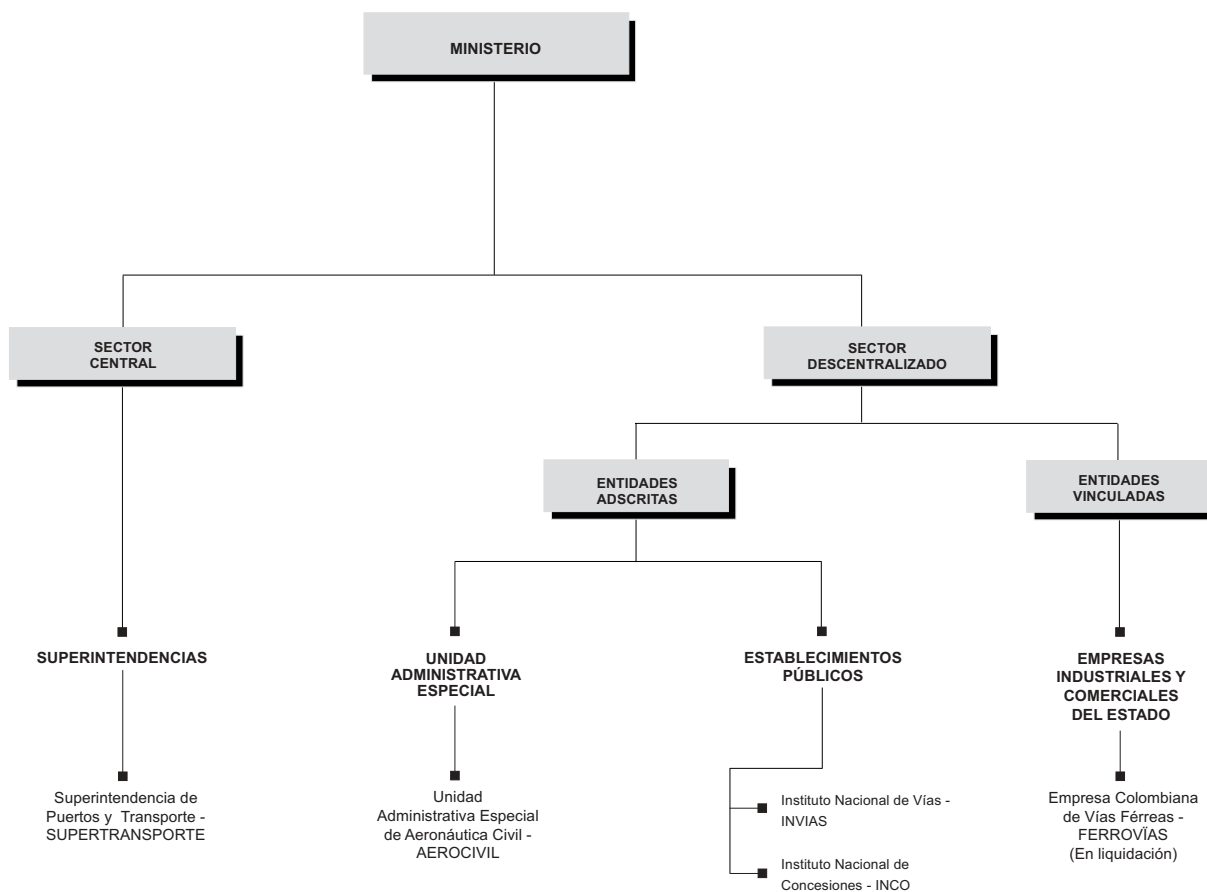 MINISTERIO
SECTOR
CENTRAL
SECTOR
DESCENTRALIZADO
ENTIDADES
ADSCRITAS
ENTIDADES
VINCULADAS
SUPERINTENDENCIAS
UNIDAD
ADMINISTRATIVA
ESPECIAL
ESTABLECIMIENTOS
PÚBLICOS
EMPRESAS
INDUSTRIALES Y
COMERCIALES
DEL ESTADO
Superintendencia de
Puertos y Transporte -
SUPERTRANSPORTE
Unidad
Administrativa Especial
de Aeronáutica Civil -
AEROCIVIL
Instituto Nacional de Vías -
INVIAS
Instituto Nacional de
Concesiones - INCO
Empresa Colombiana
de Vías Férreas -
FERROVÏAS
(En liquidación)